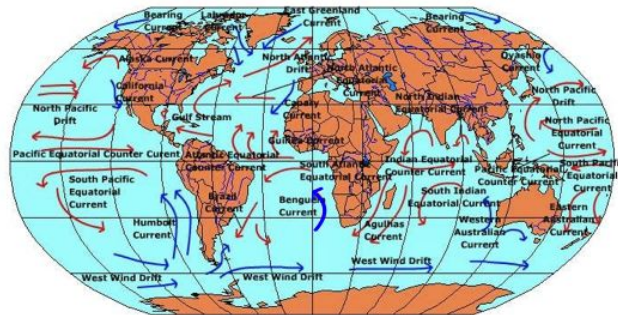 Bearing
Current
Labrador
Current
East Greenland
Current
Bearing
Current
Alaska Current
North Atlantic
Drift
North Atlantic
Equatorial
Current
Oyashio
Current
California
Current
North Indian
Equatorial Current
North Pacific
Drift
North Pacific
Drift
Gulf Stream
Canary
Current
North Pacific
Equatorial
Current
Guinea Current
Pacific Equatorial Counter Curent
Atlantic Equatorial
Counter Current
South Atlantic
Equatorial
Current
Indian Equatorial
Counter Current
Pacific Equatorial
Counter Current
South Pacific
Equatorial
Current
South Pacific
Equatorial
Current
South Indian
Equatorial Current
Brazil
Current
Benguela
Current
Humbolt
Current
Agulhas
Current
Western
Australian Current
Eastern
Australian
Current
West Wind Drift
West Wind Drift
West Wind Drift